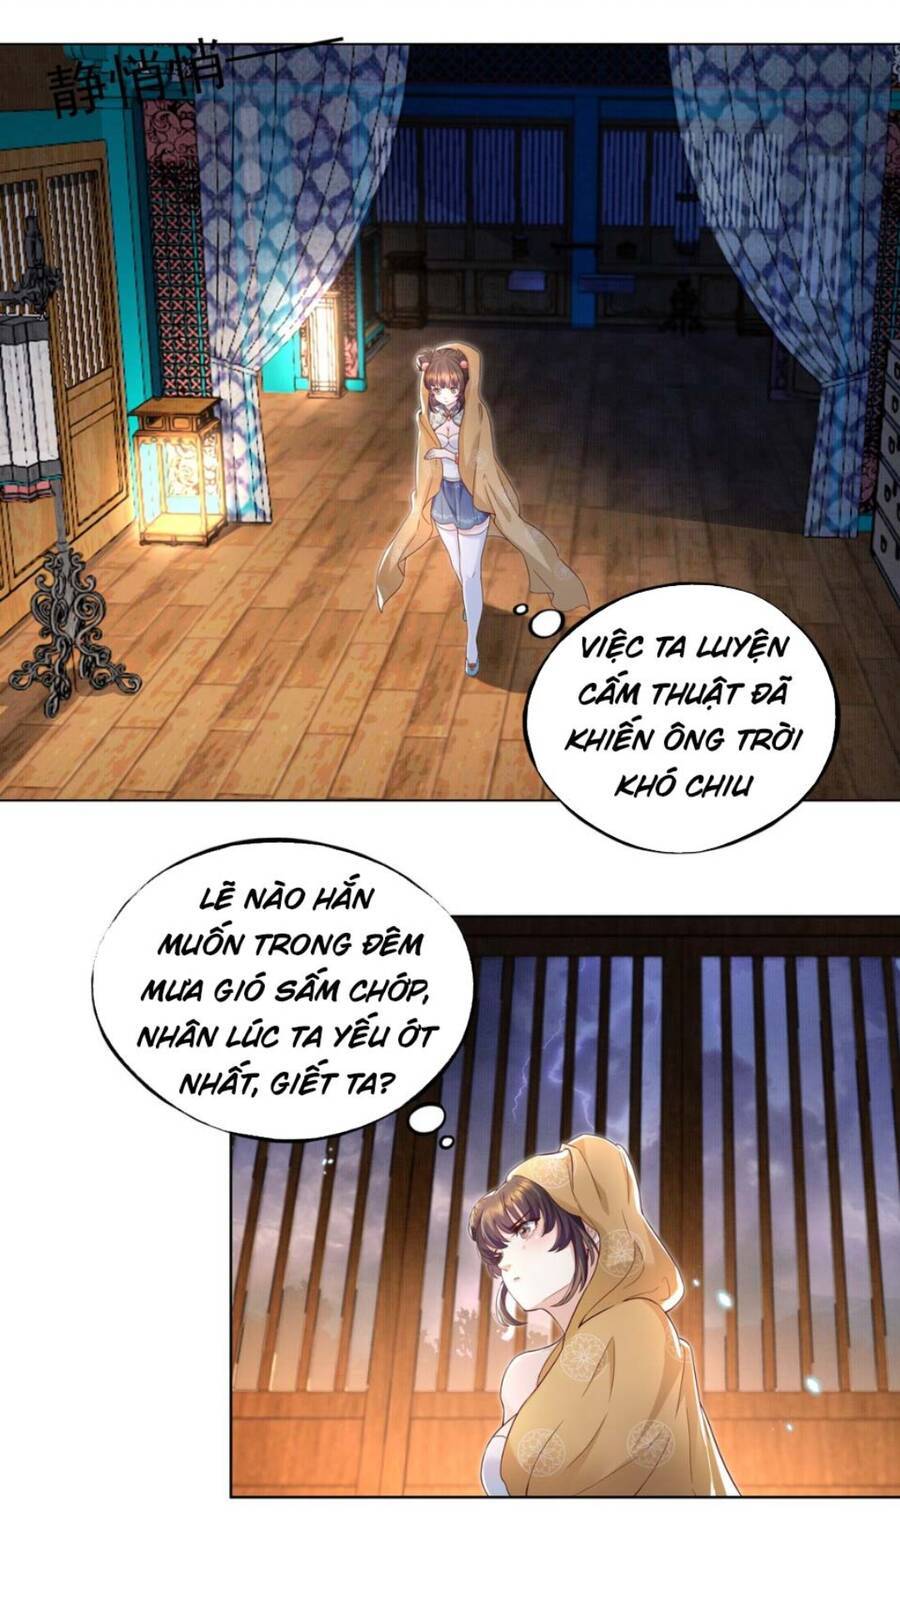 静悄悄——
VIỆC TA LUYỆN
CẤM THUẬT ĐÃ
KHIẾN ÔNG TRỜI
KHÓ CHIU
LẼ NÀO HẮN
MUỐN TRONG ĐÊM
MƯA GIÓ SẤM CHỚP,
NHÂN LÚC TA YẾU ỚT
NHẤT, GIẾT TA?